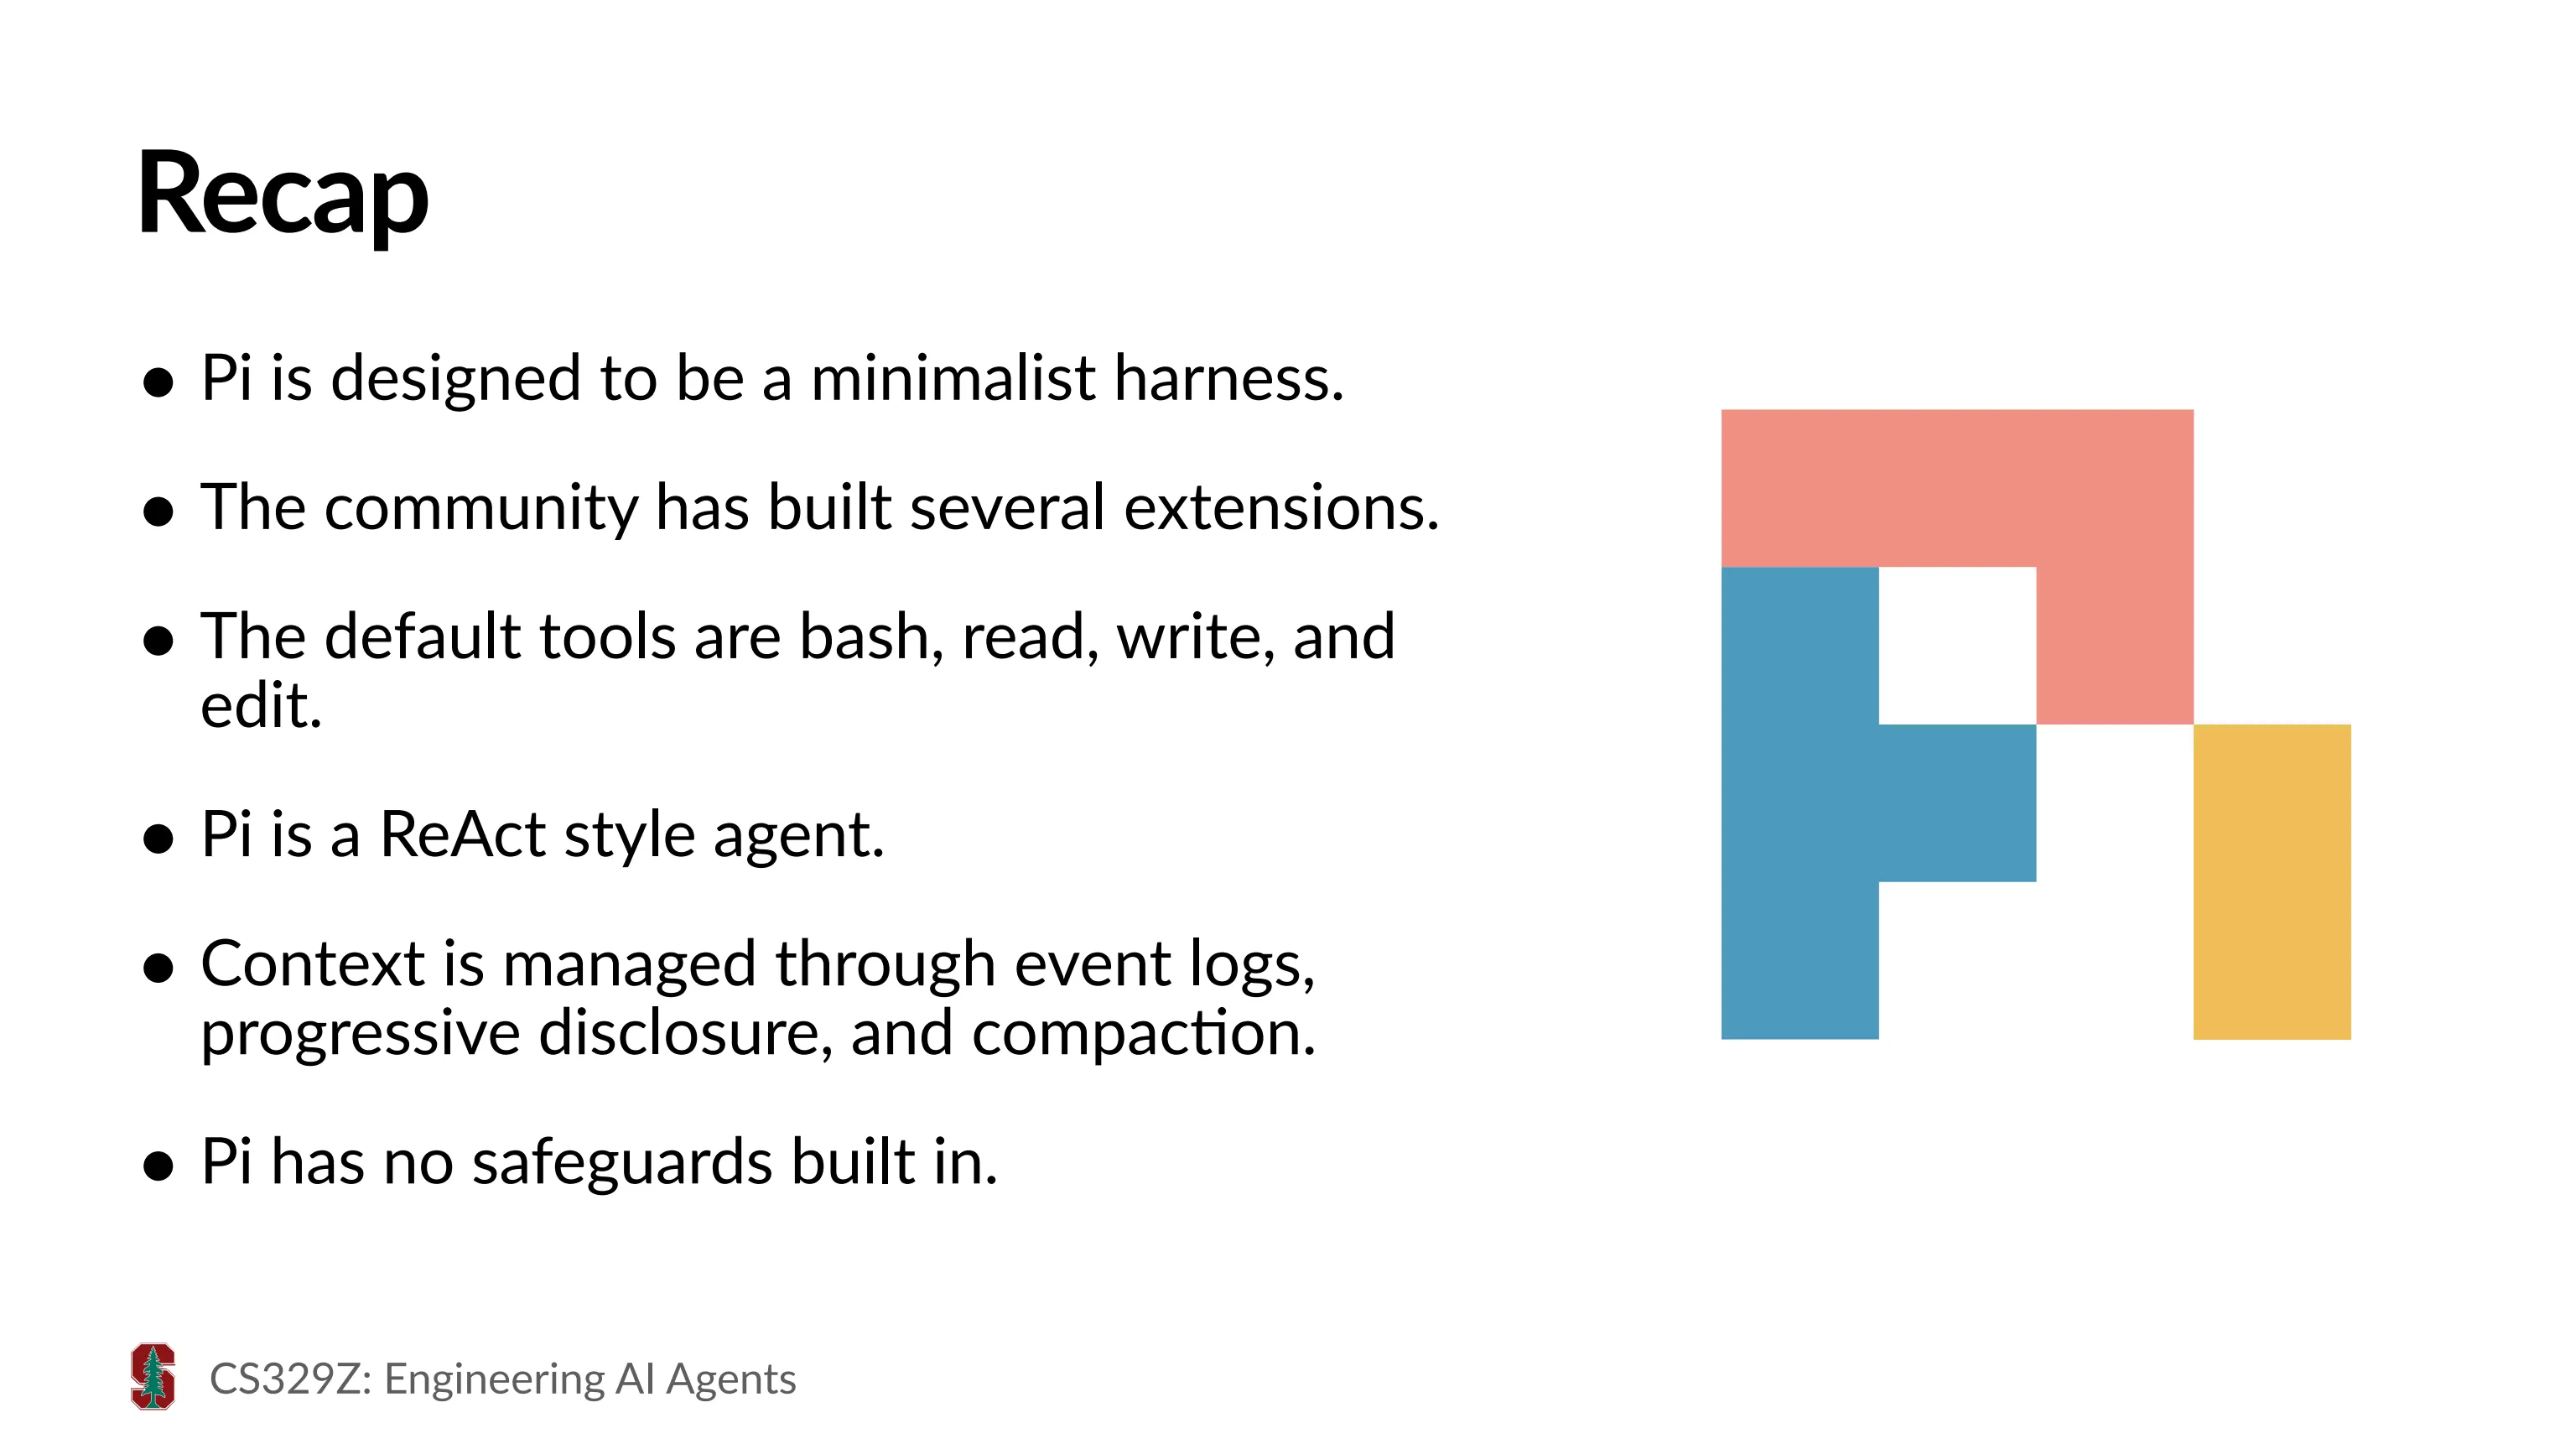 Recap
● Pi is designed to be a minimalist harness.
● The community has built several extensions.
● The default tools are bash, read, write, and
edit.
● Pi is a ReAct style agent.
● Context is managed through event logs,
progressive disclosure, and compaction.
● Pi has no safeguards built in.
CS329Z: Engineering AI Agents